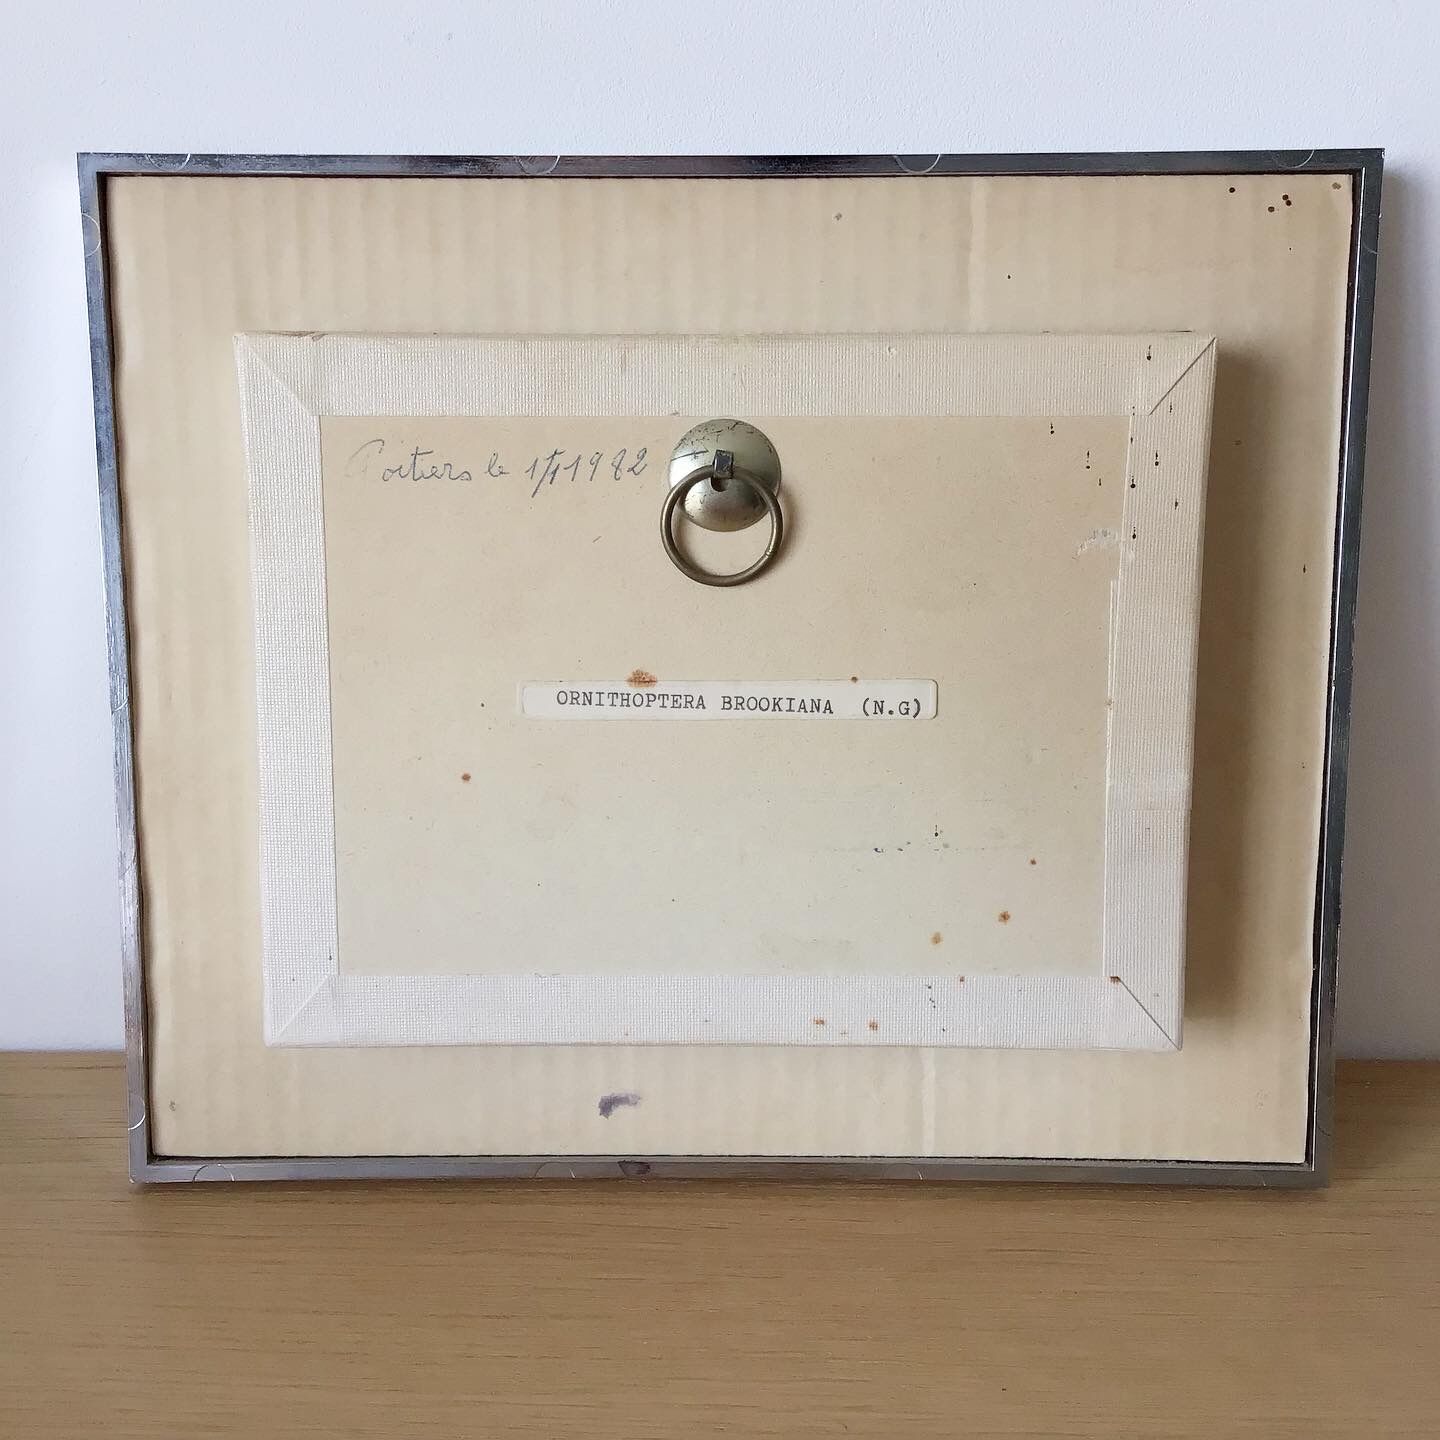 Poitiers le 1/1 1982
ORNITHOPTERA BROOKIANA (N.G)